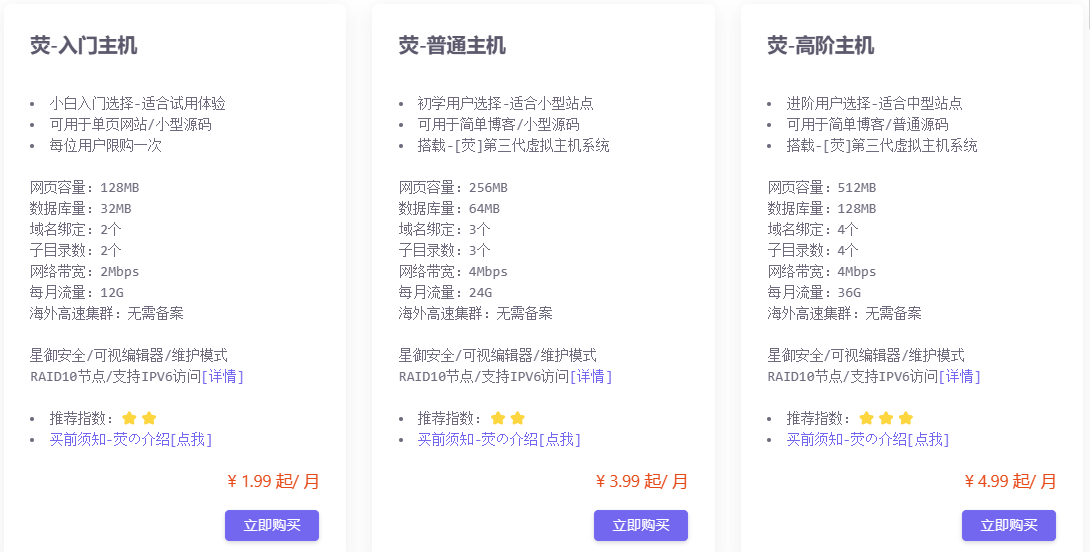 荧-入门主机
小白入门选择-适合试用体验
可用于单页网站/小型源码
每位用户限购一次
网页容量：128MB
数据库量：32MB
域名绑定：2个
子目录数：2个
网络带宽：2Mbps
每月流量：12G
海外高速集群：无需备案
星御安全/可视编辑器/维护模式
RAID10节点/支持IPV6访问[详情]
推荐指数：⭐⭐
买前须知-荧の介绍[点我]
¥ 1.99 起/ 月
立即购买
荧-普通主机
初学用户选择-适合小型站点
可用于简单博客/小型源码
搭载-[荧]第三代虚拟主机系统
网页容量：256MB
数据库量：64MB
域名绑定：3个
子目录数：3个
网络带宽：4Mbps
每月流量：24G
海外高速集群：无需备案
星御安全/可视编辑器/维护模式
RAID10节点/支持IPV6访问[详情]
推荐指数：⭐⭐
买前须知-荧の介绍[点我]
¥ 3.99 起/ 月
立即购买
荧-高阶主机
进阶用户选择-适合中型站点
可用于简单博客/普通源码
搭载-[荧]第三代虚拟主机系统
网页容量：512MB
数据库量：128MB
域名绑定：4个
子目录数：4个
网络带宽：4Mbps
每月流量：36G
海外高速集群：无需备案
星御安全/可视编辑器/维护模式
RAID10节点/支持IPV6访问[详情]
推荐指数：⭐⭐⭐
买前须知-荧の介绍[点我]
¥ 4.99 起/ 月
立即购买